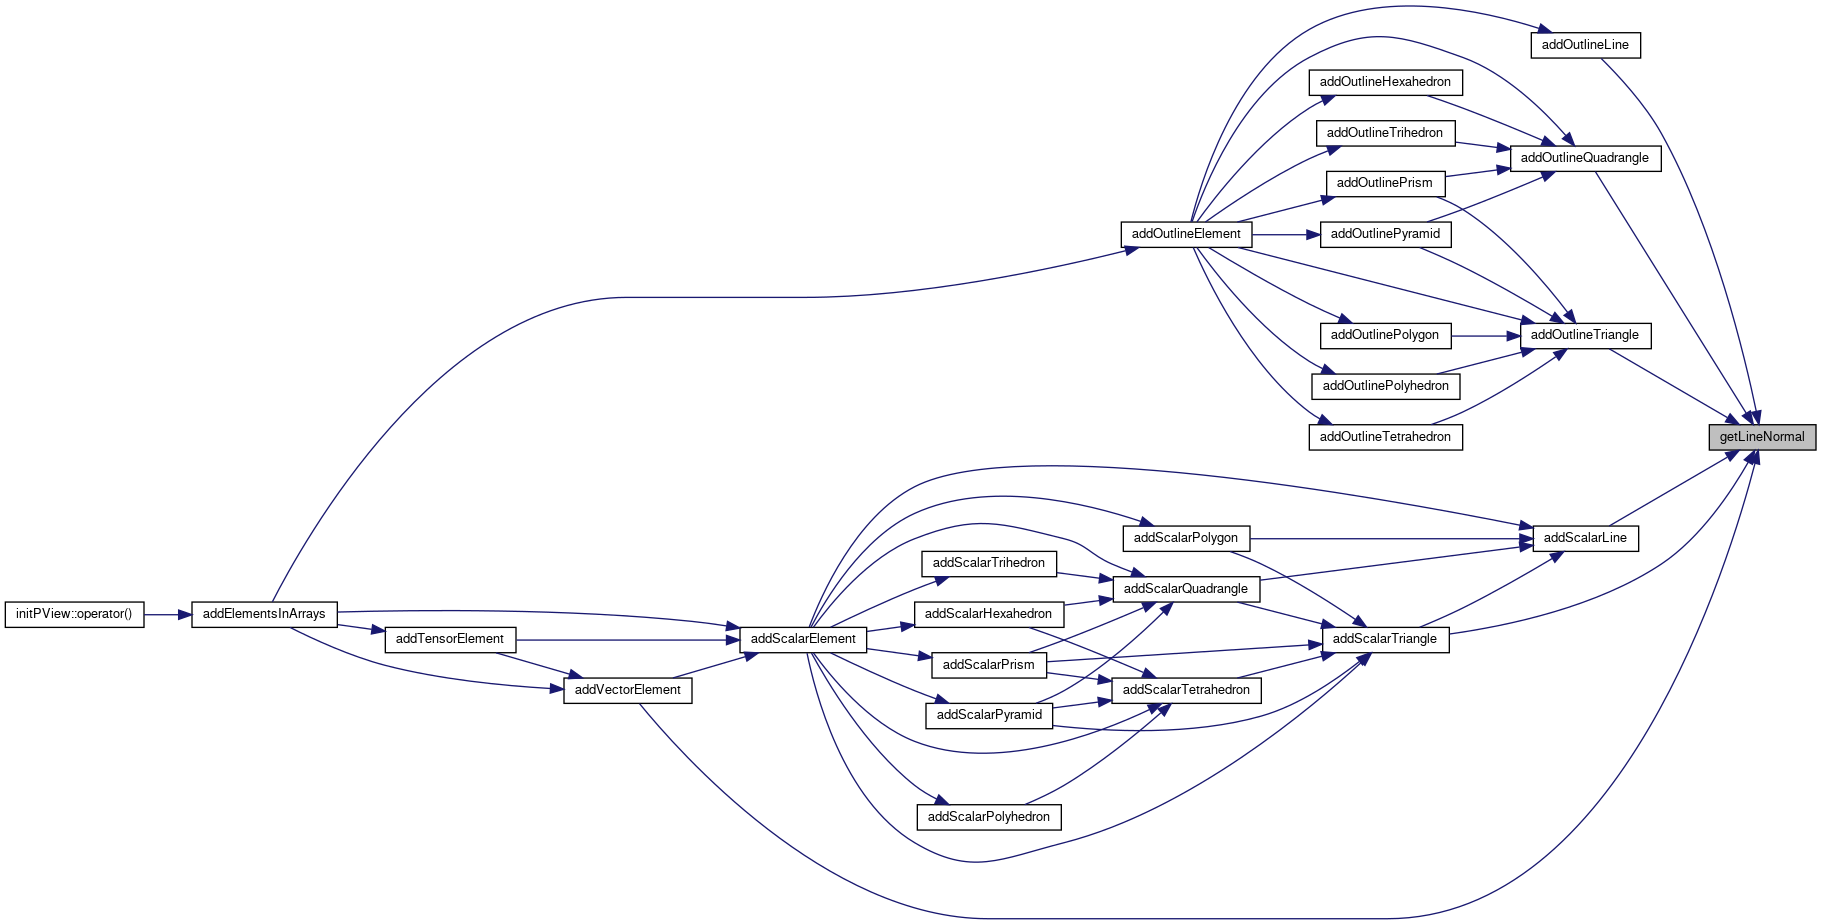 addOutlineLine
addOutlineHexahedron
addOutlineTrihedron
addOutlineQuadrangle
addOutlinePrism
addOutlineElement
addOutlinePyramid
addOutlinePolygon
addOutlineTriangle
addOutlinePolyhedron
addOutlineTetrahedron
getLineNormal
addScalarPolygon
addScalarLine
addScalarTrihedron
addScalarQuadrangle
initPView::operator()
addElementsInArrays
addScalarHexahedron
addTensorElement
addScalarElement
addScalarTriangle
addScalarPrism
addVectorElement
addScalarTetrahedron
addScalarPyramid
addScalarPolyhedron